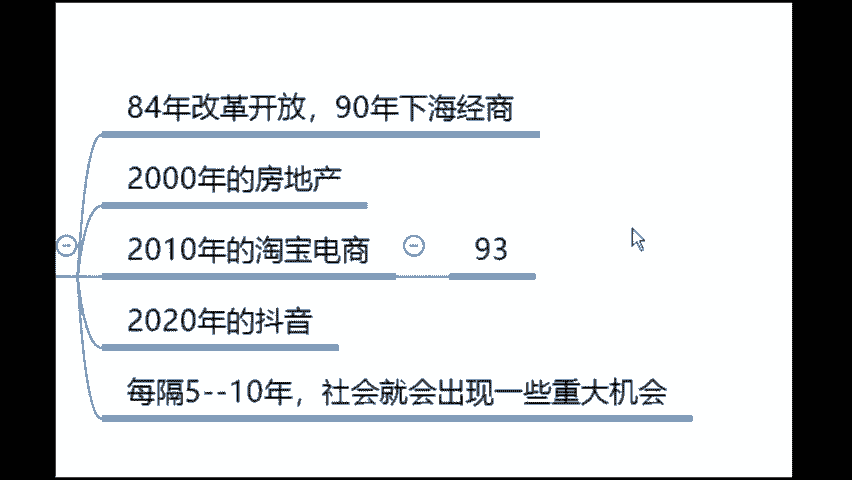 84年改革开放，90年下海经商
2000年的房地产
2010年的淘宝电商 93
2020年的抖音
每隔5--10年，社会就会出现一些重大机会